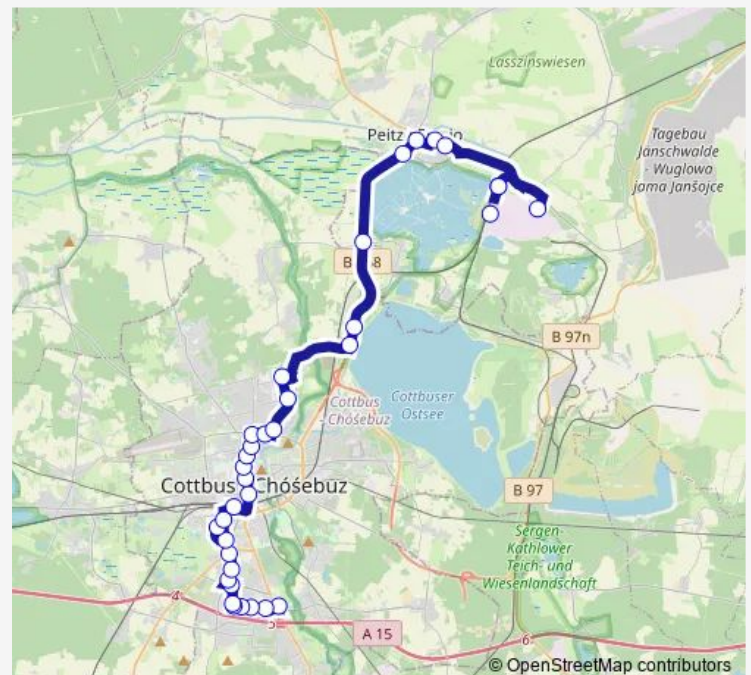 Lasszinswiesen
Peitz
Tagebau
Jänschwalde
- Wuglowa
jama Janšojce
B 97n
Cottbus
- Chóśebuz
Cottbuser
Ostsee
Cottbus Chóśebuz
B 97
Sergen-
Kathlower
Teich- und
Wiesenlandschaft
4
5
A 15
6
© OpenStreetMap contributors